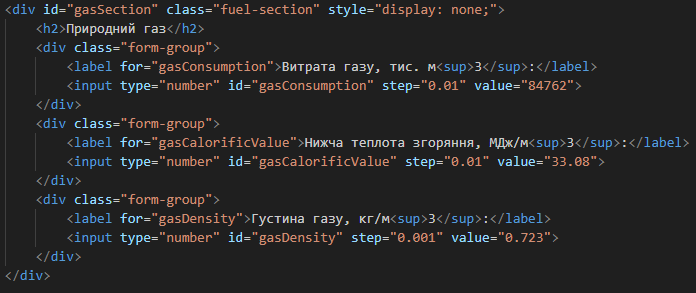 <div id="gasSection" class="fuel-section" style="display: none;">
    <h2>Природний газ</h2>
    <div class="form-group">
        <label for="gasConsumption">Витрата газу, тис. м<sup>3</sup>:</label>
        <input type="number" id="gasConsumption" step="0.01" value="84762">
    </div>
    <div class="form-group">
        <label for="gasCalorificValue">Нижча теплота згоряння, МДж/м<sup>3</sup>:</label>
        <input type="number" id="gasCalorificValue" step="0.01" value="33.08">
    </div>
    <div class="form-group">
        <label for="gasDensity">Густина газу, кг/м<sup>3</sup>:</label>
        <input type="number" id="gasDensity" step="0.001" value="0.723">
    </div>
</div>